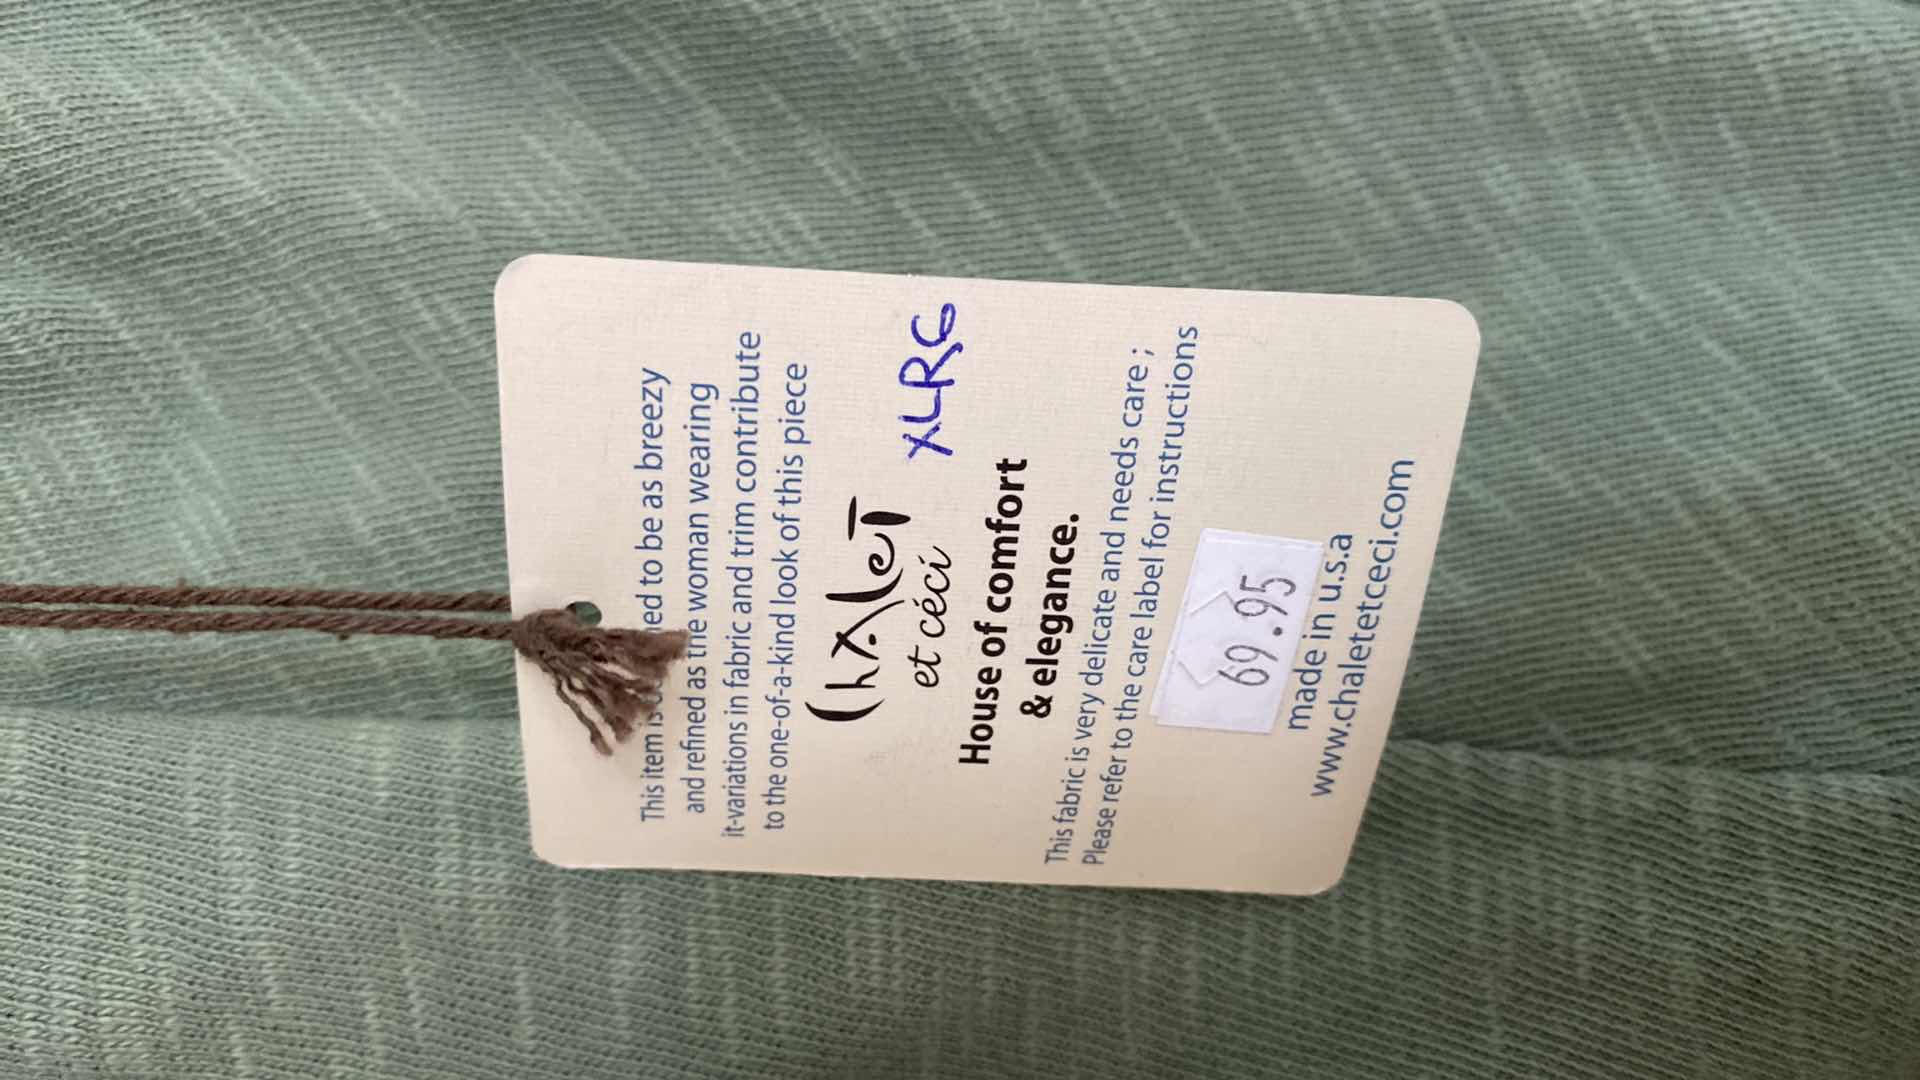 This item is ned to be as breezy
and refined as the woman wearing
it-variations in fabric and trim contribute
to the one-of-a-kind look of this piece
ChaleT
et céci
XLRG
House of comfort
& elegance.
This fabric is very delicate and needs care ;
Please refer to the care label for instructions
69.95
made in u.s.a
www.chaletetceci.com